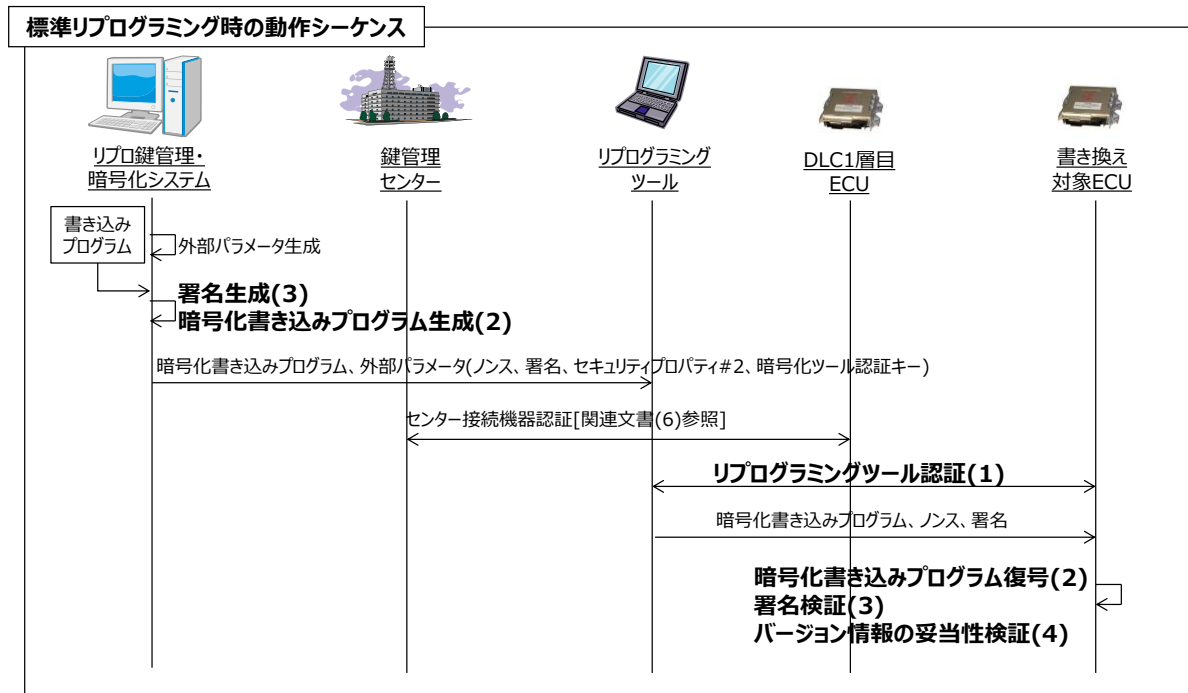 標準リプログラミング時の動作シーケンス
リプロ鍵管理・
暗号化システム
鍵管理
センター
リプログラミング
ツール
DLC1層目
ECU
書き換え
対象ECU
書き込み
プログラム
外部パラメータ生成
署名生成(3)
暗号化書き込みプログラム生成(2)
暗号化書き込みプログラム、外部パラメータ(ノンス、署名、セキュリティプロパティ#2、暗号化ツール認証キー)
センター接続機器認証[関連文書(6)参照]
リプログラミングツール認証(1)
暗号化書き込みプログラム、ノンス、署名
暗号化書き込みプログラム復号(2)
署名検証(3)
バージョン情報の妥当性検証(4)